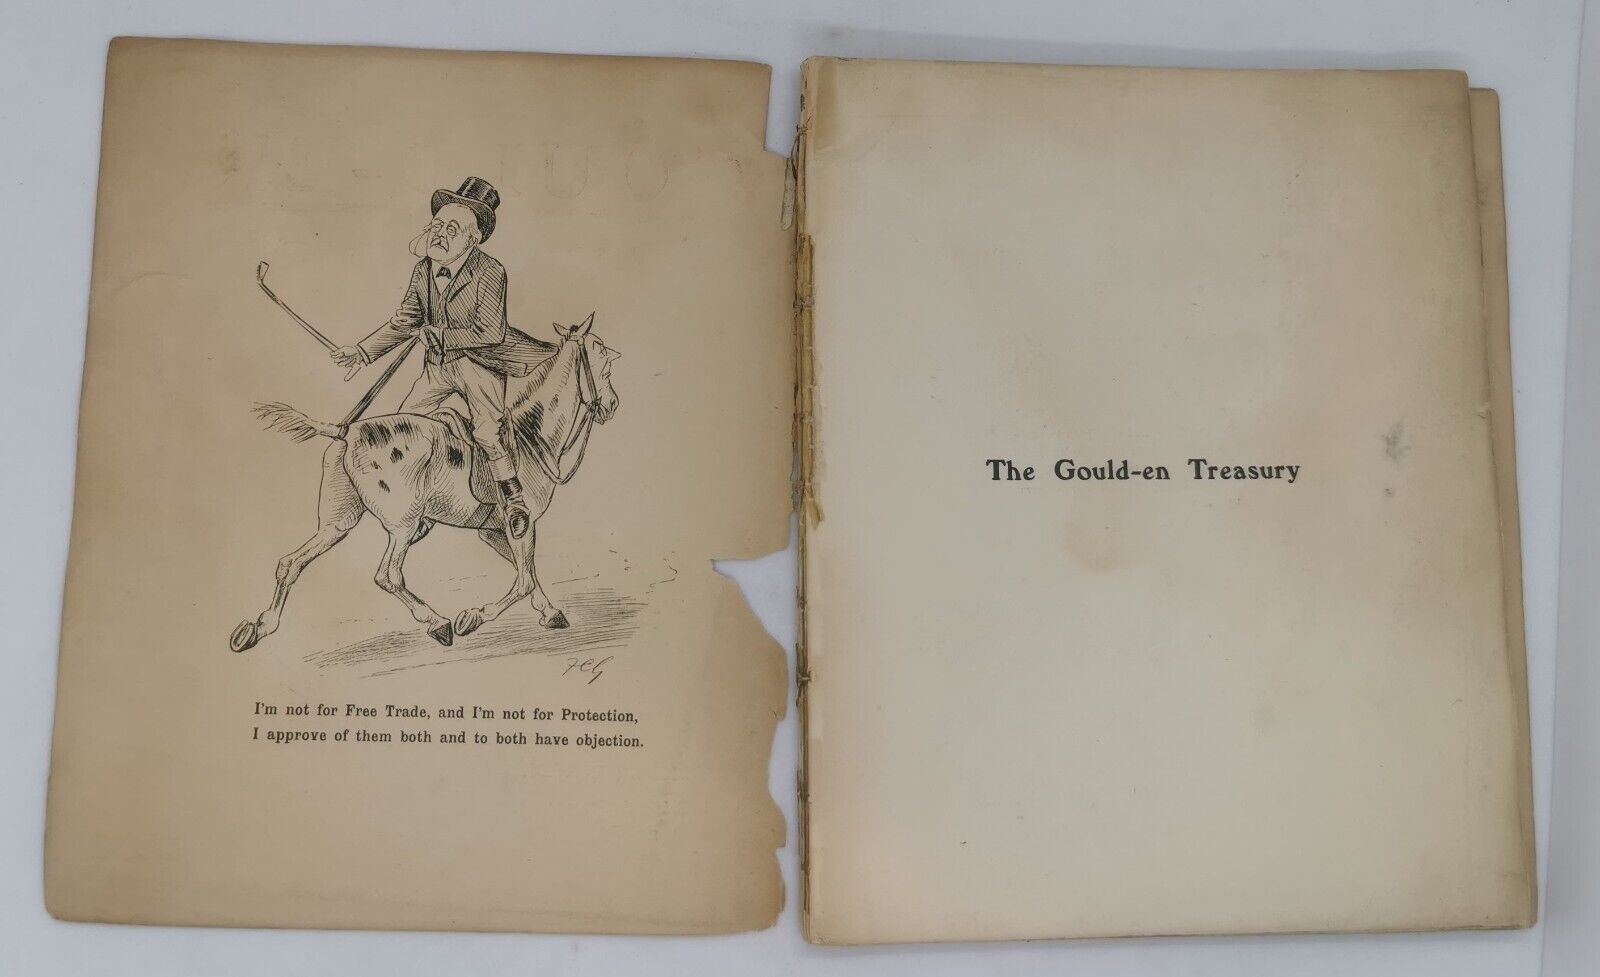 FCG
I'm not for Free Trade, and I'm not for Protection,
I approve of them both and to both have objection.
The Gould-en Treasury